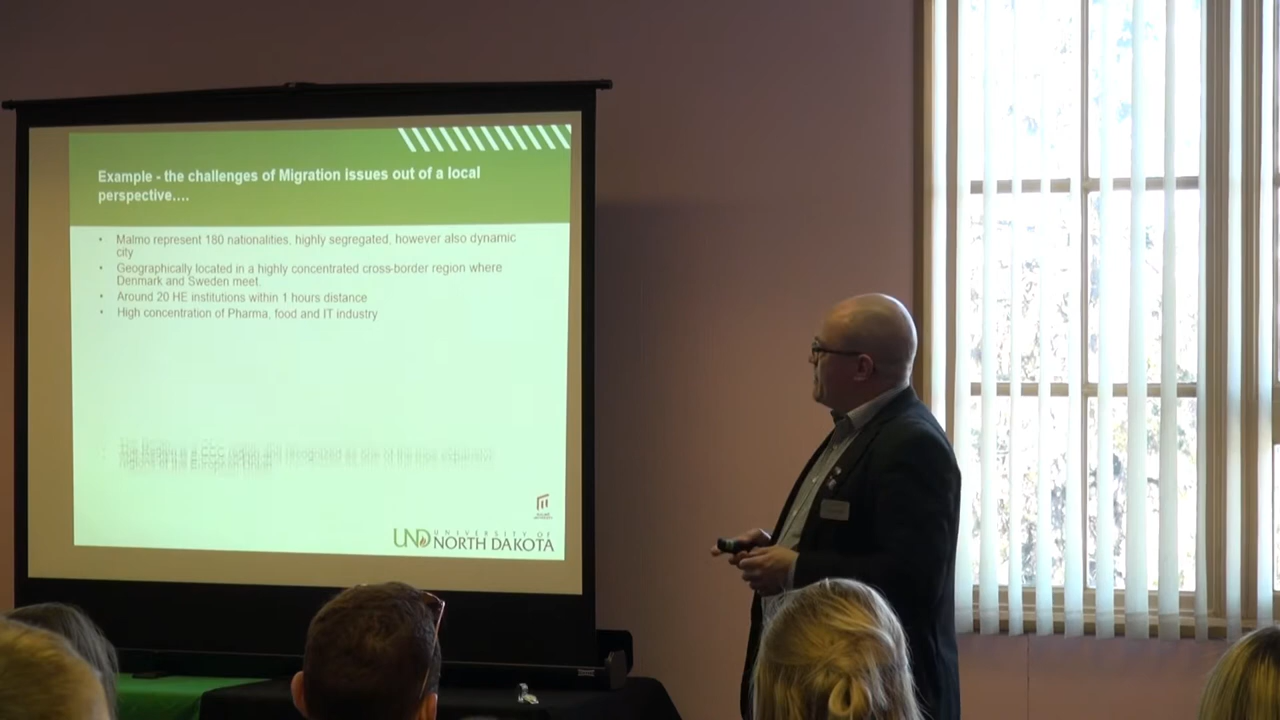 Example - the challenges of Migration issues out of a local
perspective....
• Malmo represent 180 nationalities, highly segregated, however also dynamic
city
• Geographically located in a highly concentrated cross-border region where
Denmark and Sweden meet.
• Around 20 HE institutions within 1 hours distance
• High concentration of Pharma, food and IT industry
UND UNIVERSITY OF
NORTH DAKOTA